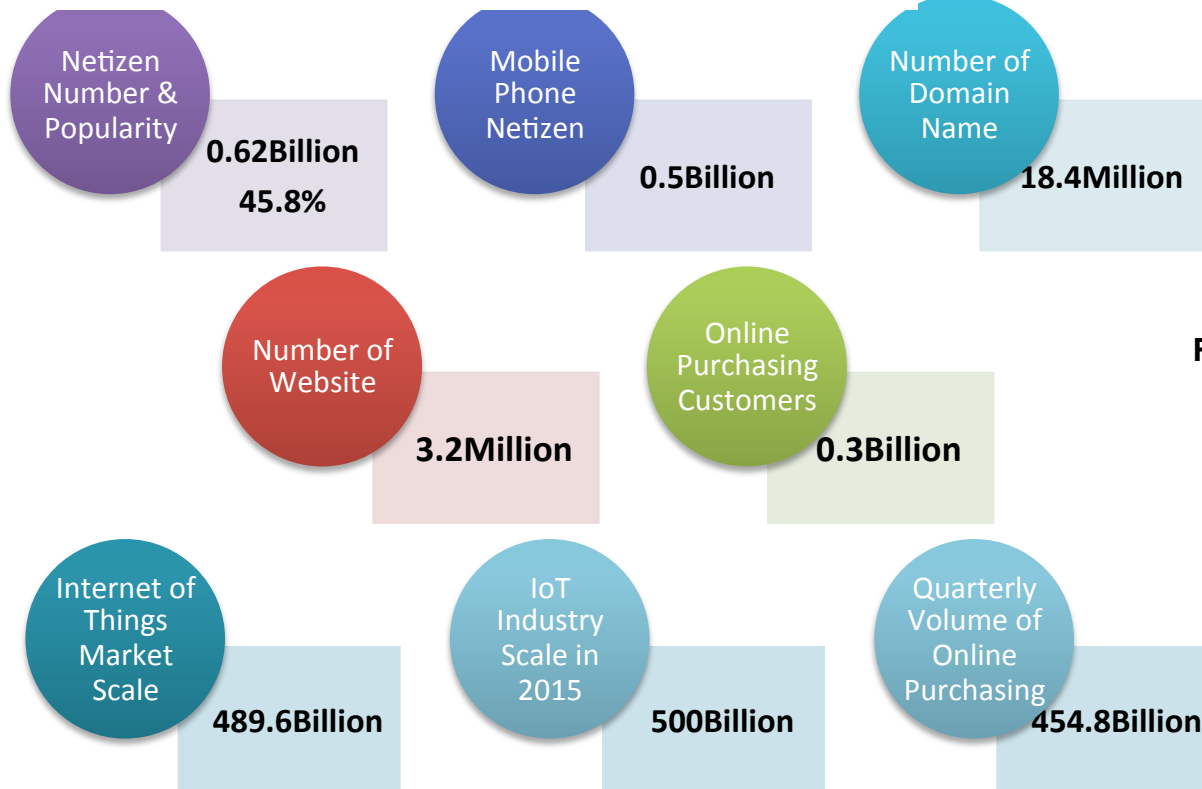 Netizen
Number &
Popularity
0.62Billion
45.8%
Mobile
Phone
Netizen
0.5Billion
Number of
Domain
Name
18.4Million
Number of
Website
3.2Million
Online
Purchasing
Customers
0.3Billion
F
Internet of
Things
Market
Scale
489.6Billion
IoT
Industry
Scale in
2015
500Billion
Quarterly
Volume of
Online
Purchasing
454.8Billion